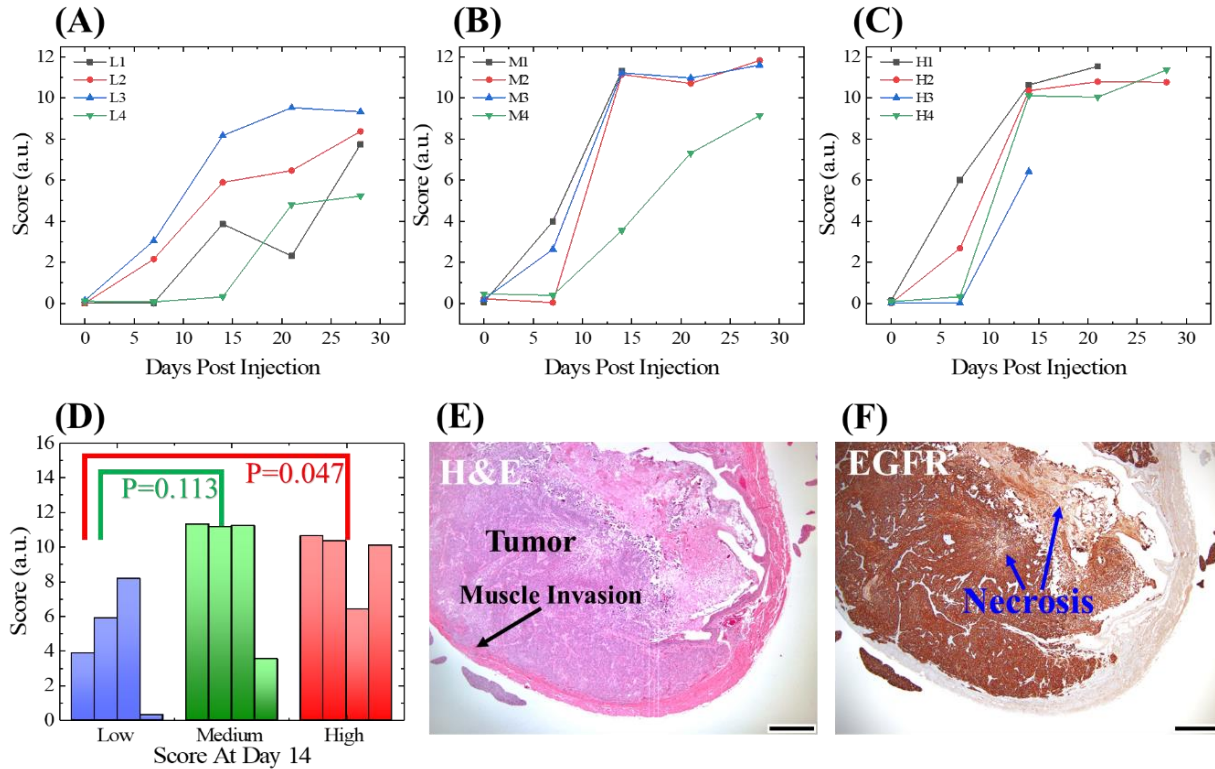 (A)
12
10
8
6
4
2
0
Score (a.u.)
L1
L2
L3
L4
0 5 10 15 20 25 30
Days Post Injection
(B)
12
10
8
6
4
2
0
Score (a.u.)
M1
M2
M3
M4
0 5 10 15 20 25 30
Days Post Injection
(C)
12
10
8
6
4
2
0
Score (a.u.)
H1
H2
H3
H4
0 5 10 15 20 25 30
Days Post Injection
(D)
16
14
12
10
8
6
4
2
0
Score (a.u.)
P=0.113
P=0.047
Low Medium High
Score At Day 14
(E)
H&E
Tumor
Muscle Invasion
(F)
EGFR
Necrosis